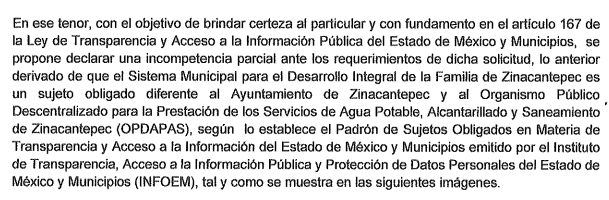 En ese tenor, con el objetivo de brindar certeza al particular y con fundamento en el artículo 167 de
la Ley de Transparencia y Acceso a la Información Pública del Estado de México y Municipios, se
propone declarar una incompetencia parcial ante los requerimientos de dicha solicitud, lo anterior
derivado de que el Sistema Municipal para el Desarrollo Integral de la Familia de Zinacantepec es
un sujeto obligado diferente al Ayuntamiento de Zinacantepec y al Organismo Público
Descentralizado para la Prestación de los Servicios de Agua Potable, Alcantarillado y Saneamiento
de Zinacantepec (OPDAPAS), según lo establece el Padrón de Sujetos Obligados en Materia de
Transparencia y Acceso a la Información del Estado de México y Municipios emitido por el Instituto
de Transparencia, Acceso a la Información Pública y Protección de Datos Personales del Estado de
México y Municipios (INFOEM), tal y como se muestra en las siguientes imágenes.